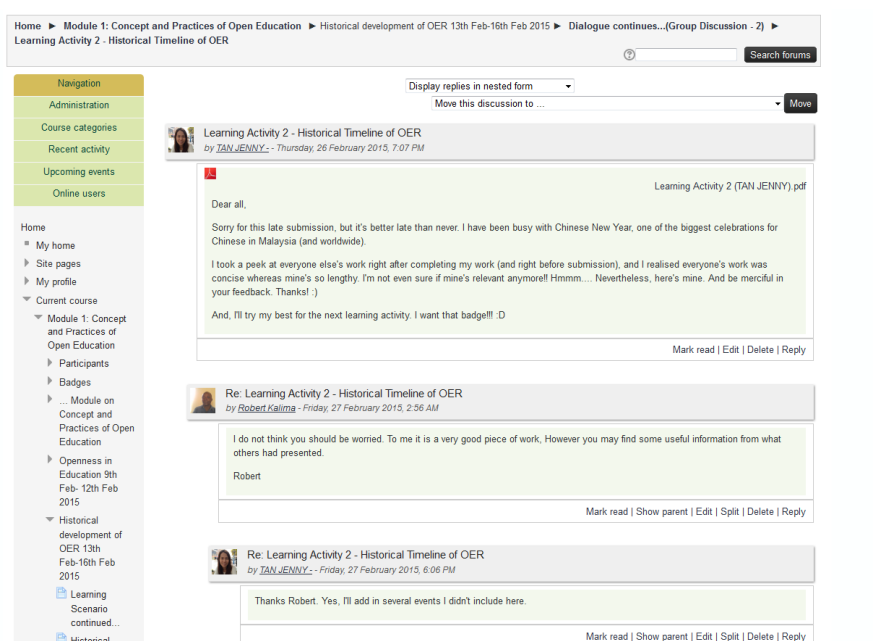 Home ► Module 1: Concept and Practices of Open Education ► Historical development of OER 13th Feb-16th Feb 2015 ► Dialogue continues...(Group Discussion - 2) ►
Learning Activity 2 - Historical Timeline of OER
Search forums
Navigation
Administration
Course categories
Recent activity
Upcoming events
Online users
Home
My home
Site pages
My profile
Current course
Module 1: Concept
and Practices of
Open Education
Participants
Badges
... Module on
Concept and
Practices of Open
Education
Openness in
Education 9th
Feb- 12th Feb
2015
Historical
development of
OER 13th
Feb-16th Feb
2015
Learning
Scenario
continued...
Historical
Display replies in nested form
Move this discussion to ...
Move
Learning Activity 2 - Historical Timeline of OER
by TAN JENNY - - Thursday, 26 February 2015, 7:07 PM
Learning Activity 2 (TAN JENNY).pdf
Dear all,
Sorry for this late submission, but it's better late than never. I have been busy with Chinese New Year, one of the biggest celebrations for
Chinese in Malaysia (and worldwide).
I took a peek at everyone else's work right after completing my work (and right before submission), and I realised everyone's work was
concise whereas mine's so lengthy. I'm not even sure if mine's relevant anymore!! Hmmm.... Nevertheless, here's mine. And be merciful in
your feedback. Thanks! :)
And, I'll try my best for the next learning activity. I want that badge!!! :D
Mark read | Edit | Delete | Reply
Re: Learning Activity 2 - Historical Timeline of OER
by Robert Kalima - Friday, 27 February 2015, 2:56 AM
I do not think you should be worried. To me it is a very good piece of work, However you may find some useful information from what
others had presented.
Robert
Mark read | Show parent | Edit | Split | Delete | Reply
Re: Learning Activity 2 - Historical Timeline of OER
by TAN JENNY - - Friday, 27 February 2015, 6:06 PM
Thanks Robert. Yes, I'll add in several events I didn't include here.
Mark read | Show parent | Edit | Split | Delete | Reply